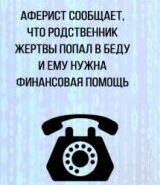 АФЕРИСТ СООБЩАЕТ,
ЧТО РОДСТВЕННИК
ЖЕРТВЫ ПОПАЛ В БЕДУ
И ЕМУ НУЖНА
ФИНАНСОВАЯ ПОМОЩЬ